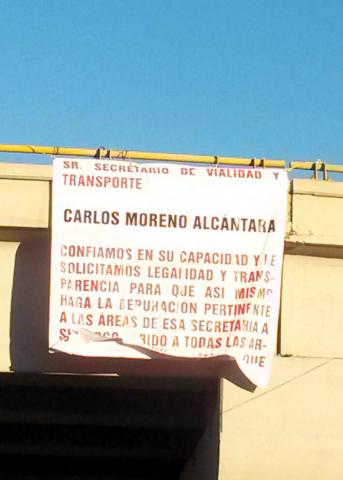 SR. SECRETARIO DE VIALIDAD Y
TRANSPORTE
CARLOS MORENO ALCANTARA
CONFIAMOS EN SU CAPACIDAD Y LE
SOLICITAMOS LEGALIDAD Y TRANS-
PARENCIA PARA QUE ASI MISMO
HAGA LA DEPURACION PERTINENTE
A LAS AREAS DE ESA SECRETARIA A
BIDO A TODAS LAS AR-
QUE